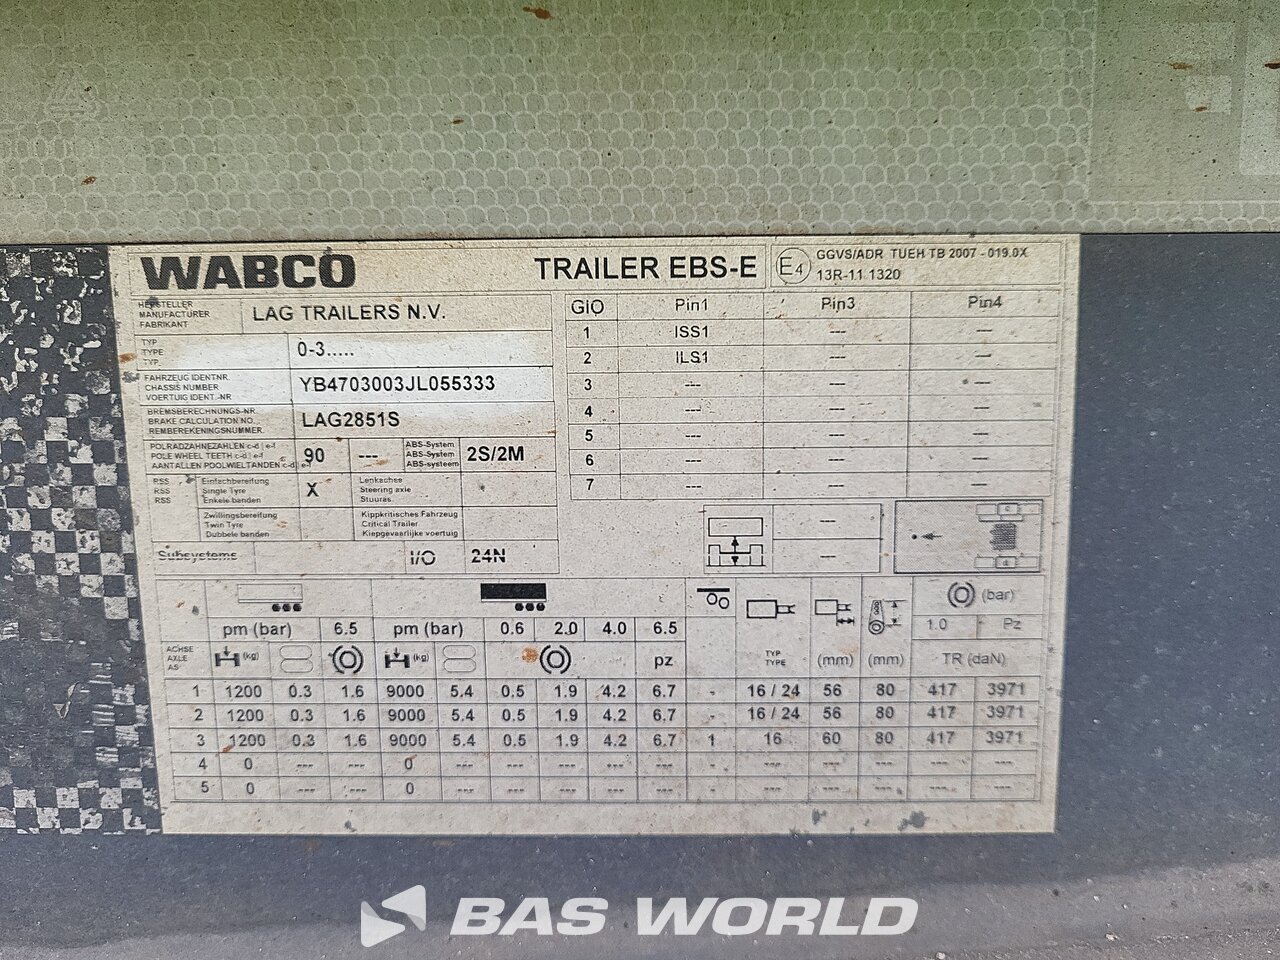 WABCO TRAILER EBS-E E4 GGVS/ADR TUEH TB 2007 - 019.0X
13R-11 1320
HERSTELLER
MANUFACTURER
FABRIKANT
LAG TRAILERS N.V.
TYP
TYPE
TYP
0-3.....
FAHRZEUG IDENTNR.
CHASSIS NUMBER
VOERTUIG IDENT.-NR
YB4703003JL055333
BREMSBERECHNUNGS-NR.
BRAKE CALCULATION NO.
REMBEREKENINGSNUMMER.
LAG2851S
POLRADZAHNEZAHLEN c-d | e-f
POLE WHEEL TEETH c-d | e-f
AANTALLEN POOLWIELTANDEN c-d | e-f
90 ---
ABS-System
ABS-System
ABS-systeem
2S/2M
RSS
RSS
RSS
Einfachbereifung
Single Tyre
Enkele banden
X
Lenkachse
Steering axle
Stuuras
Zwillingsbereifung
Twin Tyre
Dubbele banden
Kippkritisches Fahrzeug
Critical Trailer
Kiepgevaarlijke voertuig
Subsystems I/O 24N
GIO Pin1 Pin3 Pin4
1 ISS1 --- ---
2 ILS1 --- ---
3 --- --- ---
4 --- --- ---
5 --- --- ---
6 --- --- ---
7 --- --- ---
---
---
c
d
(bar)
pm (bar) 6.5 pm (bar) 0.6 2.0 4.0 6.5 1.0 Pz
ACHSE
AXLE
AS
(kg) (kg) pz
TYP
TYPE
(mm) (mm) TR (daN)
1 1200 0.3 1.6 9000 5.4 0.5 1.9 4.2 6.7 - 16 / 24 56 80 417 3971
2 1200 0.3 1.6 9000 5.4 0.5 1.9 4.2 6.7 - 16 / 24 56 80 417 3971
3 1200 0.3 1.6 9000 5.4 0.5 1.9 4.2 6.7 1 16 60 80 417 3971
4 0 --- --- 0 --- --- --- --- --- --- --- --- --- ---
5 0 --- --- 0 --- --- --- --- --- --- --- --- --- ---
BAS WORLD